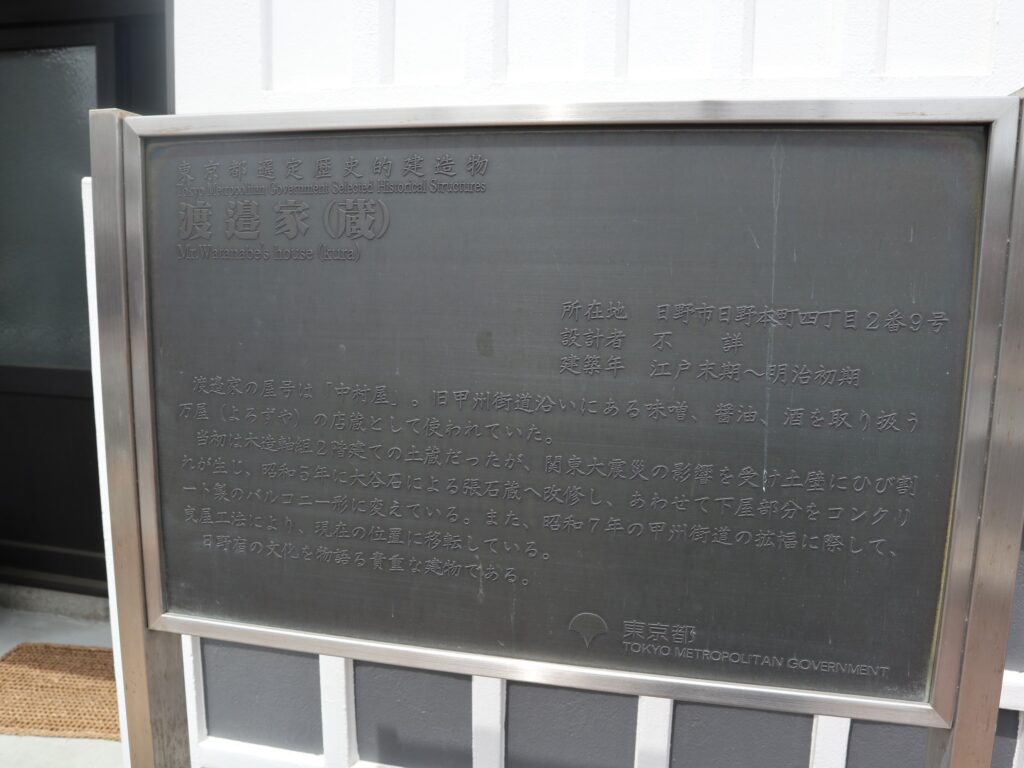 東京都選定歴史的建造物
Tokyo Metropolitan Government Selected Historical Structures
渡邉家(蔵)
Mr.Watanabe's house (kura)
所在地 日野市日野本町四丁目2番9号
設計者 不詳
建築年 江戸末期〜明治初期
渡邉家の屋号は「中村屋」。旧甲州街道沿いにある味噌、醤油、酒を取り扱う
万屋(よろずや)の店蔵として使われていた。
当初は木造軸組2階建ての土蔵だったが、関東大震災の影響を受け土壁にひび割
れが生じ、昭和5年に大谷石による張石蔵へ改修し、あわせて下屋部分をコンクリ
ート製のバルコニー形に変えている。また、昭和7年の甲州街道の拡幅に際して、
曳屋工法により、現在の位置に移転している。
日野宿の文化を物語る貴重な建物である。
東京都
TOKYO METROPOLITAN GOVERNMENT